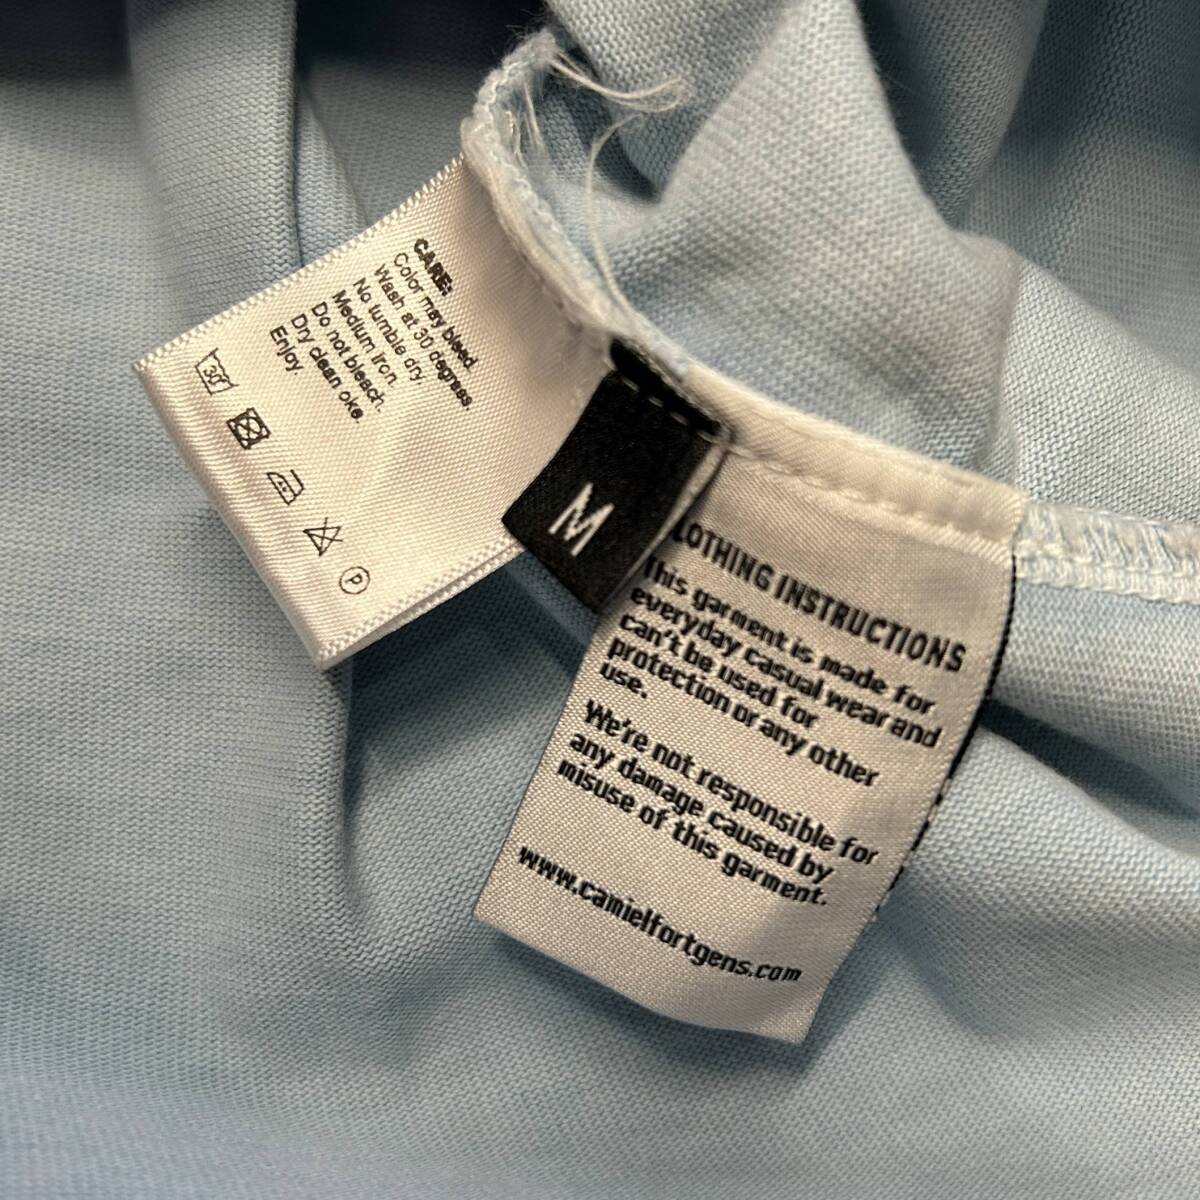 CARE:
Color may bleed.
Wash at 30 degrees.
No tumble dry.
Medium iron.
Do not bleach.
Dry clean oke.
Enjoy.
30
P
M
LOTHING INSTRUCTIONS
This garment is made for
everyday casual wear and
can't be used for
protection or any other
use.
We're not responsible for
any damage caused by
misuse of this garment.
www.camielfortgens.com